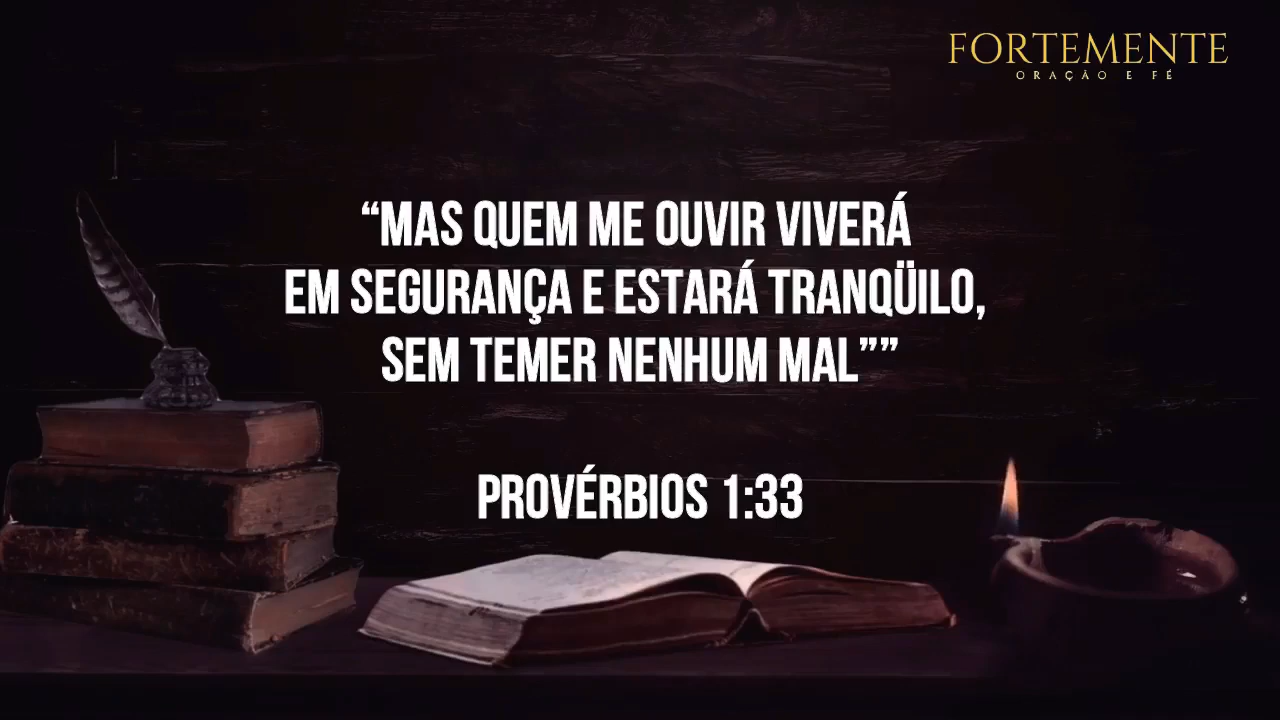 FORTEMENTE
ORAÇÃO E FÉ
“MAS QUEM ME OUVIR VIVERÁ
EM SEGURANÇA E ESTARÁ TRANQÜILO,
SEM TEMER NENHUM MAL””
PROVÉRBIOS 1:33